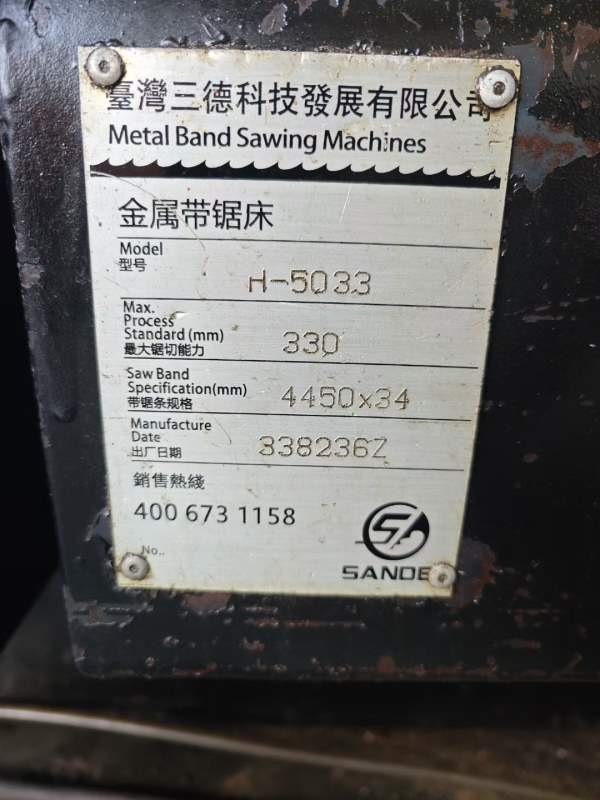 臺灣三德科技發展有限公司
Metal Band Sawing Machines
金属带锯床
Model
型号
H-5033
Max.
Process
Standard (mm)
最大锯切能力
330
Saw Band
Specification(mm)
带锯条规格
4450x34
Manufacture
Date
出厂日期
338236Z
銷售熱綫
400 673 1158
No..
SANDE